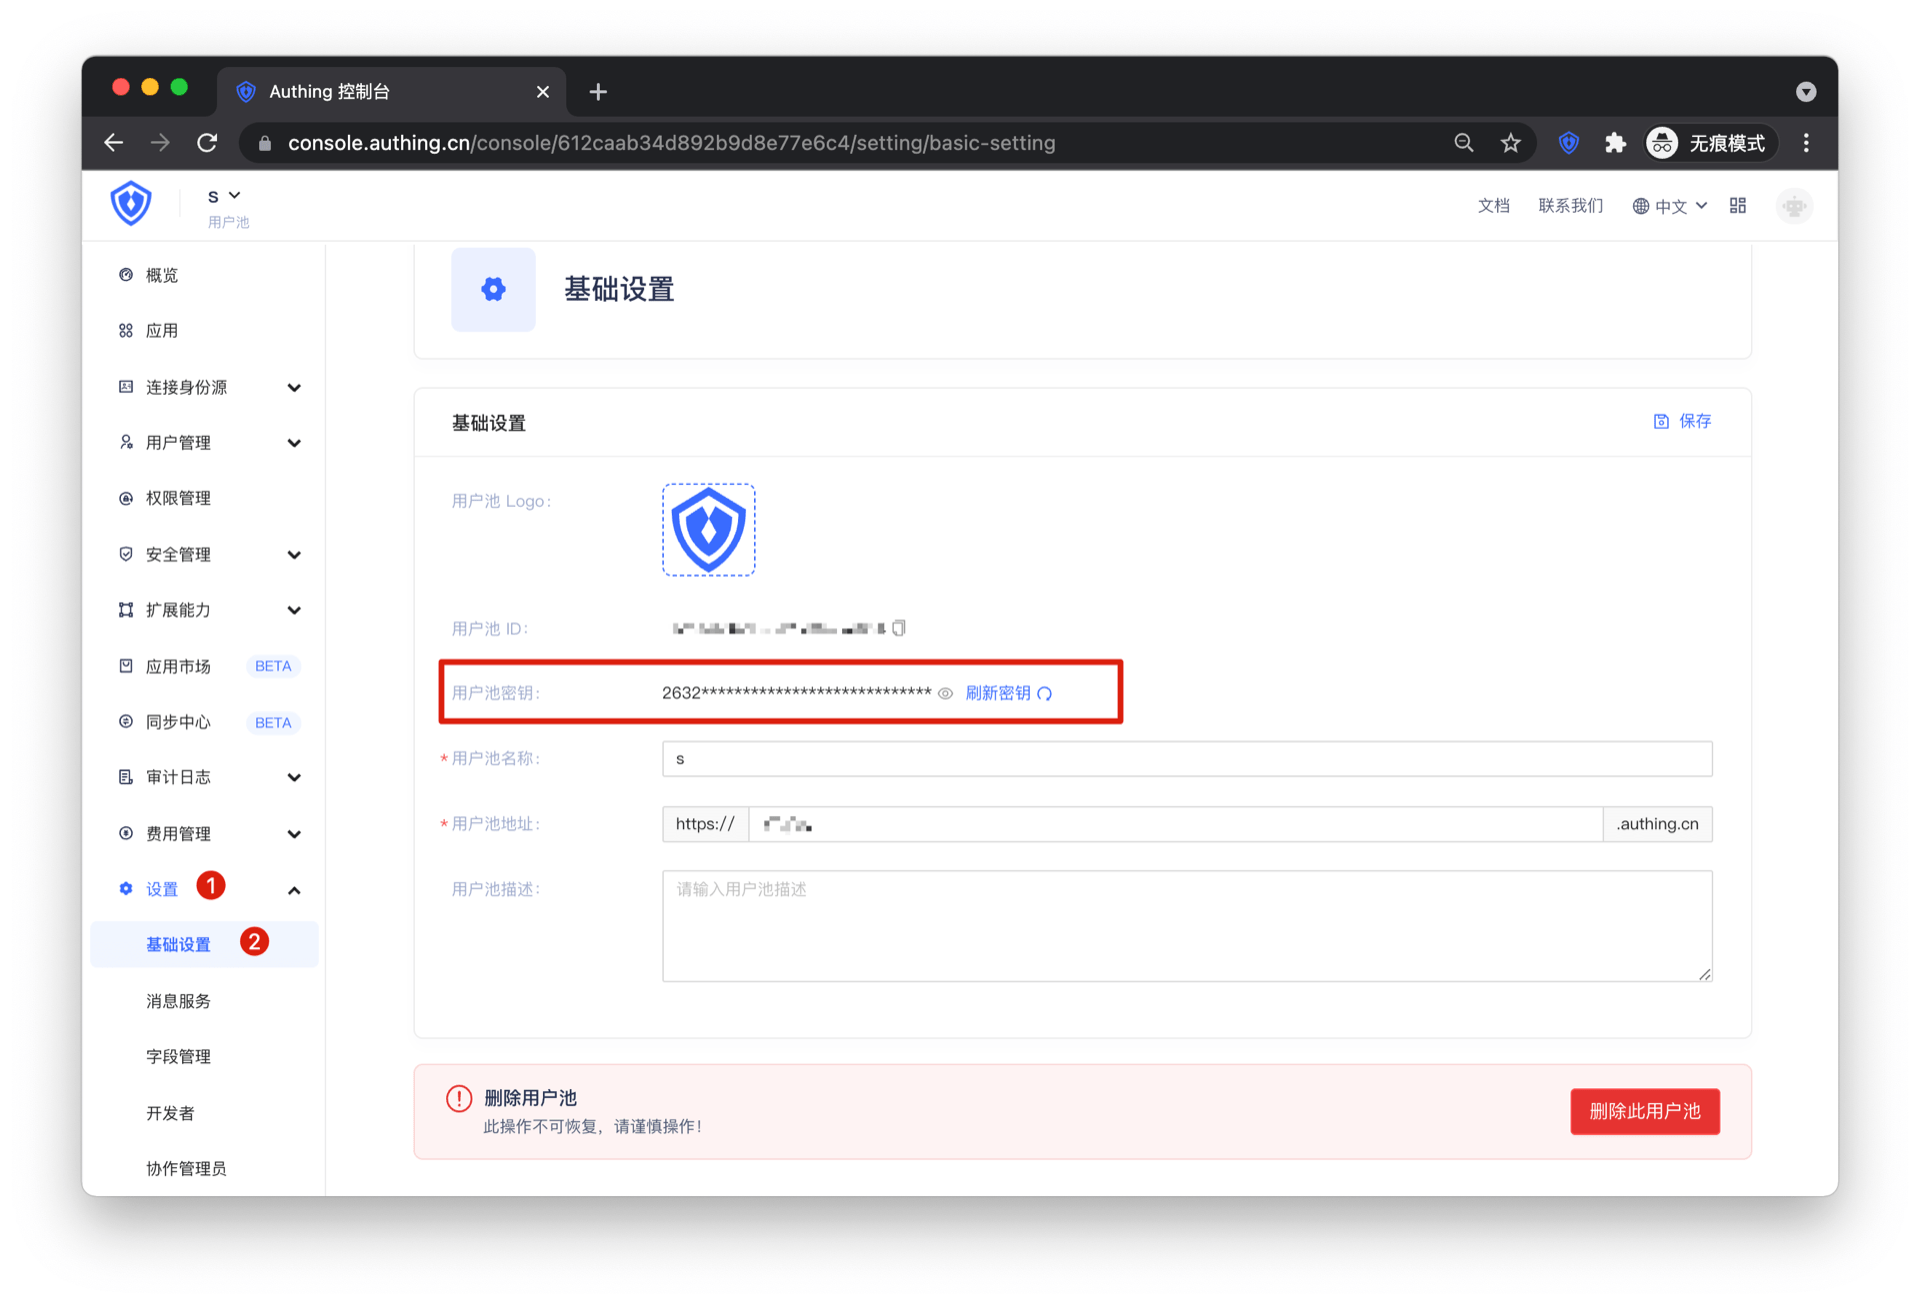 Authing 控制台
console.authing.cn/console/612caab34d892b9d8e77e6c4/setting/basic-setting
无痕模式
s
用户池
文档
联系我们
中文
概览
应用
连接身份源
用户管理
权限管理
安全管理
扩展能力
应用市场 BETA
同步中心 BETA
审计日志
费用管理
设置 1
基础设置 2
消息服务
字段管理
开发者
协作管理员
基础设置
基础设置
保存
用户池 Logo:
用户池 ID:
用户池密钥: 2632**************************** 刷新密钥
*用户池名称: s
*用户池地址: https:// .authing.cn
用户池描述: 请输入用户池描述
删除用户池
此操作不可恢复，请谨慎操作！
删除此用户池